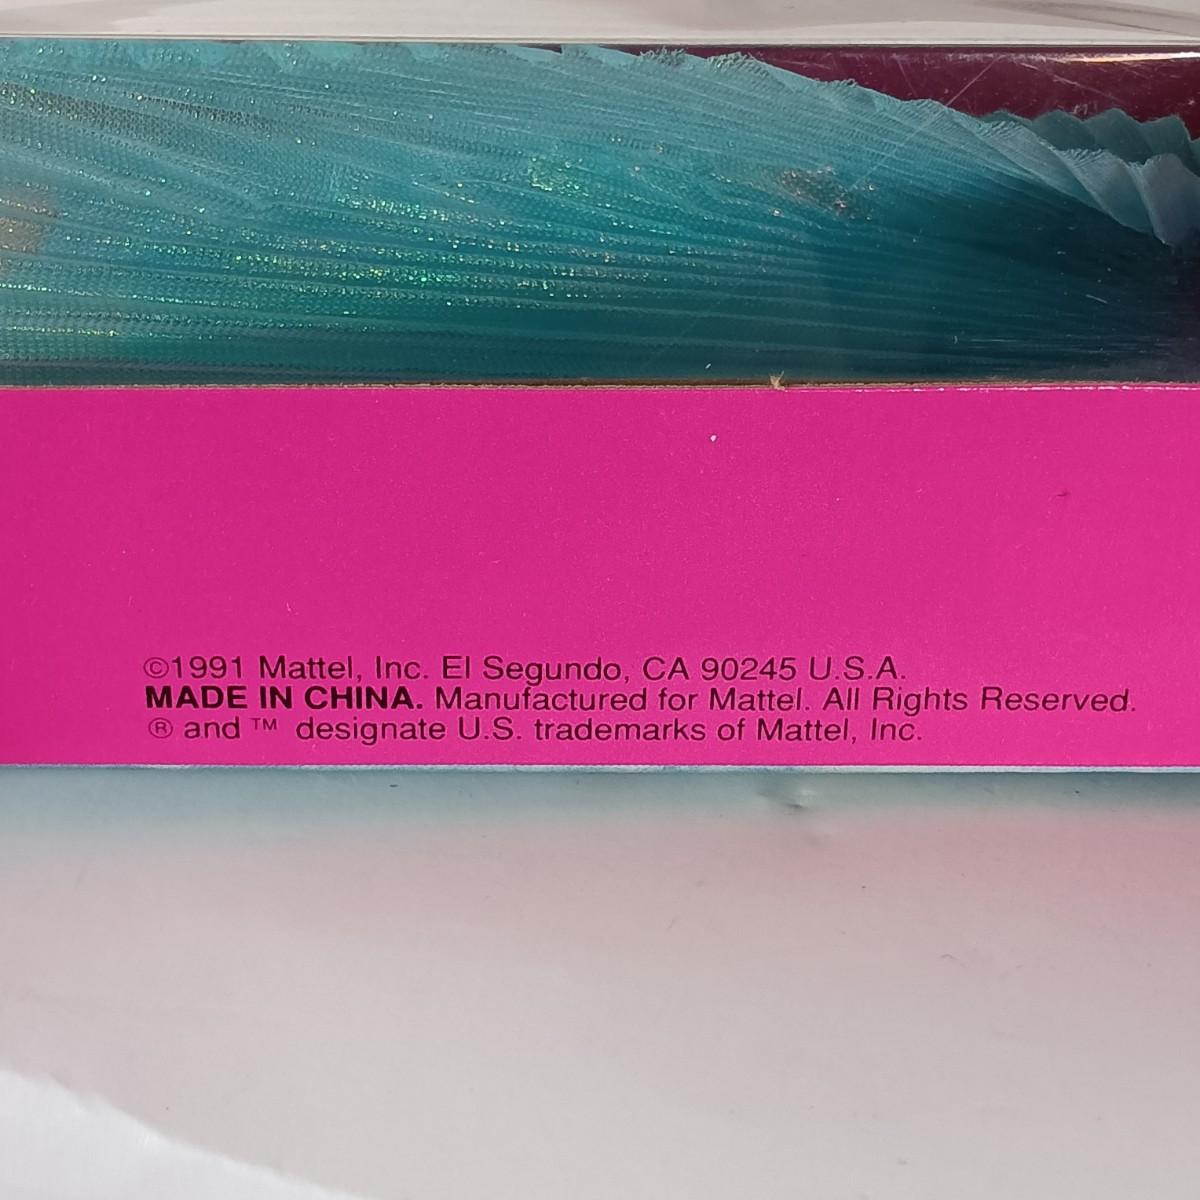 ©1991 Mattel, Inc. El Segundo, CA 90245 U.S.A.
MADE IN CHINA. Manufactured for Mattel. All Rights Reserved.
® and ™ designate U.S. trademarks of Mattel, Inc.